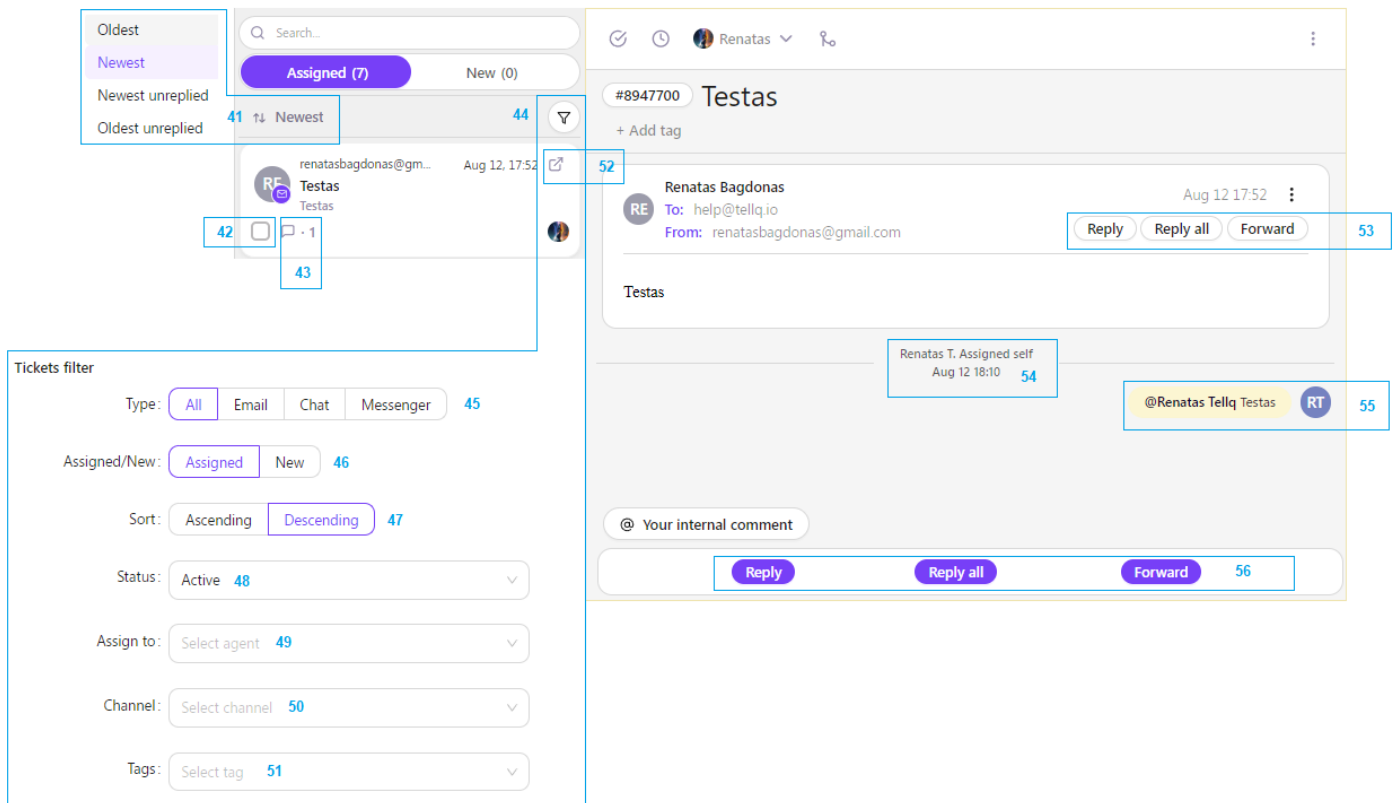 Oldest
Newest
Newest unreplied
Oldest unreplied
Search...
Assigned (7)
New (0)
41
Newest
44
renatasbagdonas@gm...
Aug 12, 17:52
RE
Testas
Testas
42
· 1
43
52
Renatas
#8947700
Testas
+ Add tag
RE
Renatas Bagdonas
Aug 12 17:52
To: help@tellq.io
From: renatasbagdonas@gmail.com
Reply
Reply all
Forward
53
Testas
Renatas T. Assigned self
Aug 12 18:10
54
@Renatas Tellq Testas
RT
55
@ Your internal comment
Reply
Reply all
Forward
56
Tickets filter
Type: All Email Chat Messenger 45
Assigned/New: Assigned New 46
Sort: Ascending Descending 47
Status: Active 48
Assign to: Select agent 49
Channel: Select channel 50
Tags: Select tag 51